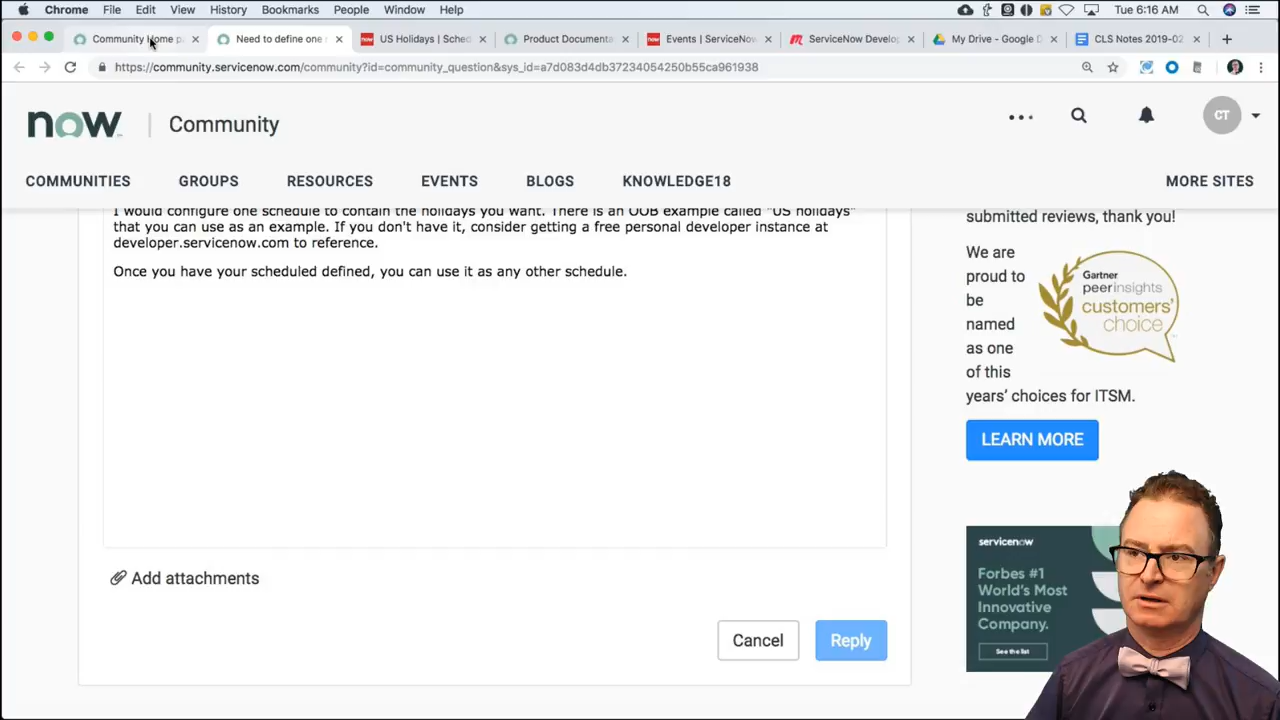 Chrome File Edit View History Bookmarks People Window Help Tue 6:16 AM
Community Home p
Need to define one
US Holidays | Sched
Product Documenta
Events | ServiceNow
ServiceNow Develop
My Drive - Google D
CLS Notes 2019-02
https://community.servicenow.com/community?id=community_question&sys_id=a7d083d4db37234054250b55ca961938
now Community
CT
COMMUNITIES GROUPS RESOURCES EVENTS BLOGS KNOWLEDGE18 MORE SITES
I would configure one schedule to contain the holidays you want. There is an OOB example called "US holidays"
that you can use as an example. If you don't have it, consider getting a free personal developer instance at
developer.servicenow.com to reference.
Once you have your scheduled defined, you can use it as any other schedule.
Add attachments
Cancel Reply
submitted reviews, thank you!
We are
proud to
be
named
as one
of this
years' choices for ITSM.
Gartner
peerinsights
customers'
choice
LEARN MORE
servicenow
Forbes #1
World's Most
Innovative
Company.
See the list